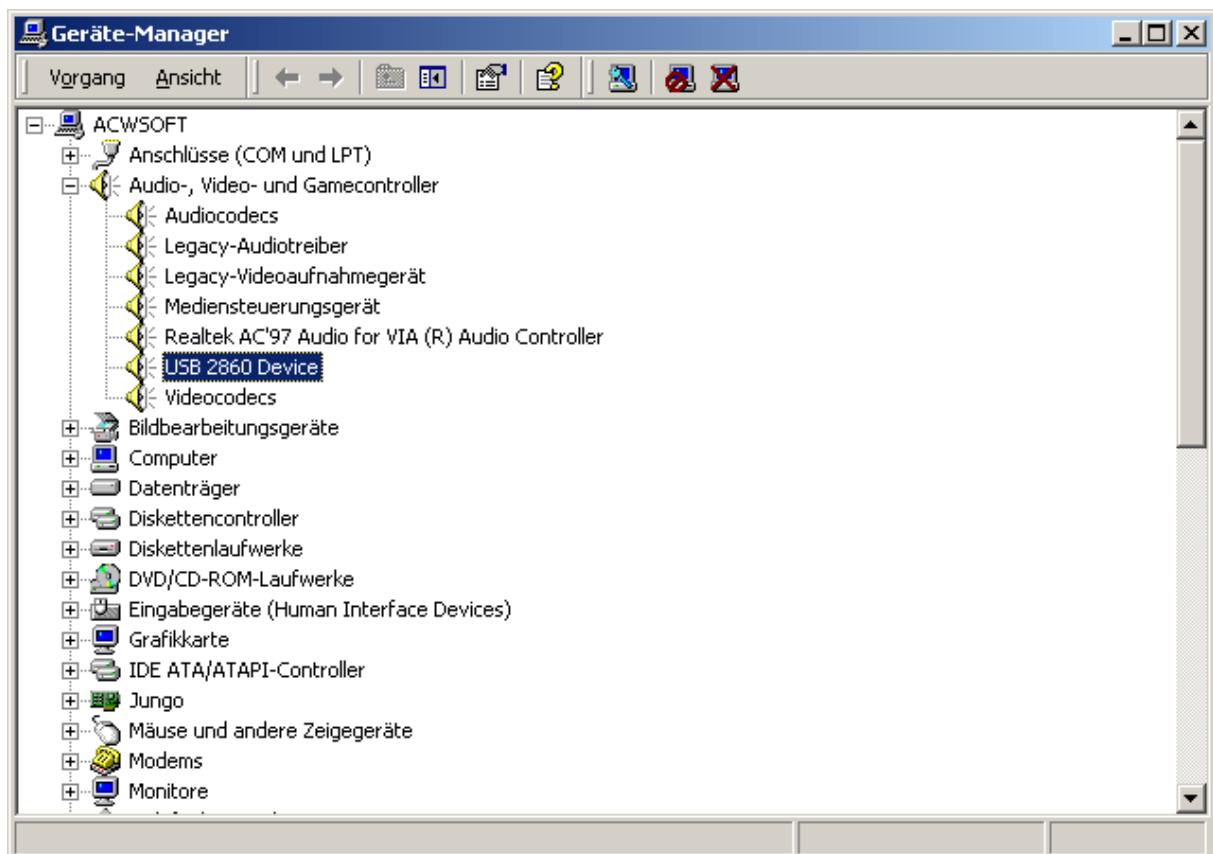 Geräte-Manager
Vorgang Ansicht
ACWSOFT
Anschlüsse (COM und LPT)
Audio-, Video- und Gamecontroller
Audiocodecs
Legacy-Audiotreiber
Legacy-Videoaufnahmegerät
Mediensteuerungsgerät
Realtek AC'97 Audio for VIA (R) Audio Controller
USB 2860 Device
Videocodecs
Bildbearbeitungsgeräte
Computer
Datenträger
Diskettencontroller
Diskettenlaufwerke
DVD/CD-ROM-Laufwerke
Eingabegeräte (Human Interface Devices)
Grafikkarte
IDE ATA/ATAPI-Controller
Jungo
Mäuse und andere Zeigegeräte
Modems
Monitore